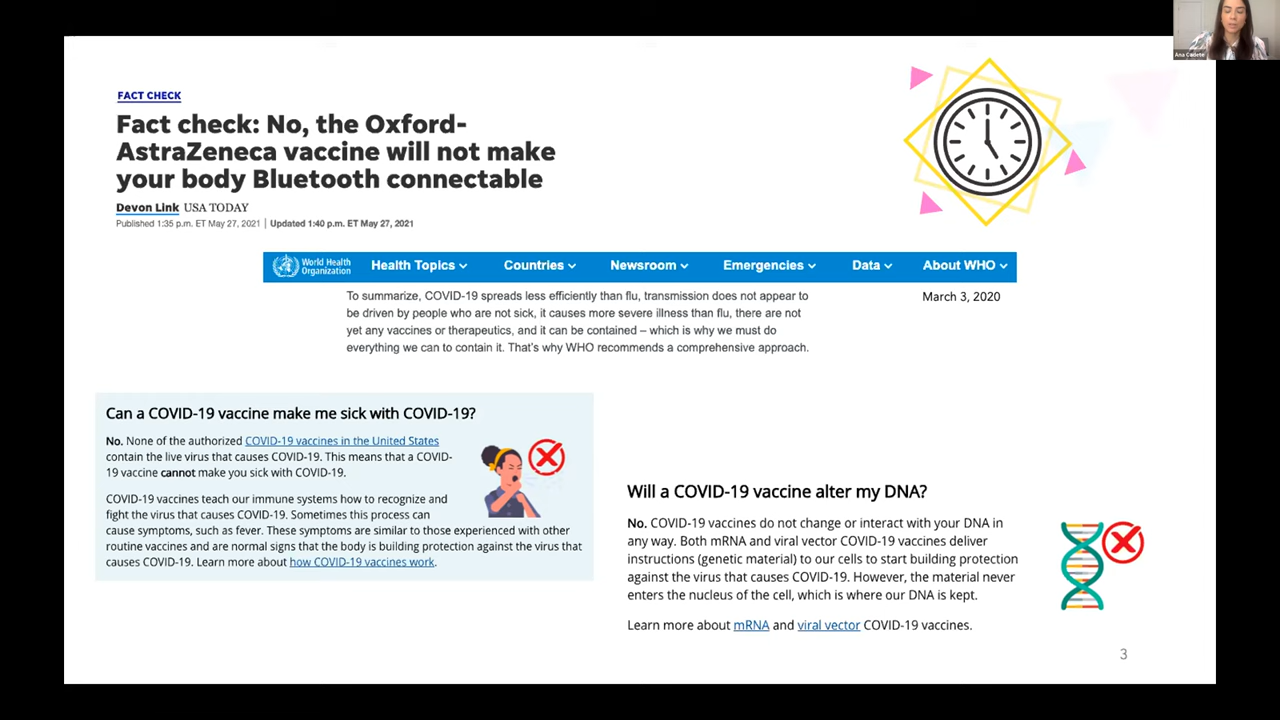 Ana Cadete
FACT CHECK
Fact check: No, the Oxford-
AstraZeneca vaccine will not make
your body Bluetooth connectable
Devon Link USA TODAY
Published 1:35 p.m. ET May 27, 2021 | Updated 1:40 p.m. ET May 27, 2021
World Health
Organization
Health Topics Countries Newsroom Emergencies Data About WHO
To summarize, COVID-19 spreads less efficiently than flu, transmission does not appear to
be driven by people who are not sick, it causes more severe illness than flu, there are not
yet any vaccines or therapeutics, and it can be contained – which is why we must do
everything we can to contain it. That's why WHO recommends a comprehensive approach.
March 3, 2020
Can a COVID-19 vaccine make me sick with COVID-19?
No. None of the authorized COVID-19 vaccines in the United States
contain the live virus that causes COVID-19. This means that a COVID-
19 vaccine cannot make you sick with COVID-19.
COVID-19 vaccines teach our immune systems how to recognize and
fight the virus that causes COVID-19. Sometimes this process can
cause symptoms, such as fever. These symptoms are similar to those experienced with other
routine vaccines and are normal signs that the body is building protection against the virus that
causes COVID-19. Learn more about how COVID-19 vaccines work.
Will a COVID-19 vaccine alter my DNA?
No. COVID-19 vaccines do not change or interact with your DNA in
any way. Both mRNA and viral vector COVID-19 vaccines deliver
instructions (genetic material) to our cells to start building protection
against the virus that causes COVID-19. However, the material never
enters the nucleus of the cell, which is where our DNA is kept.
Learn more about mRNA and viral vector COVID-19 vaccines.
3